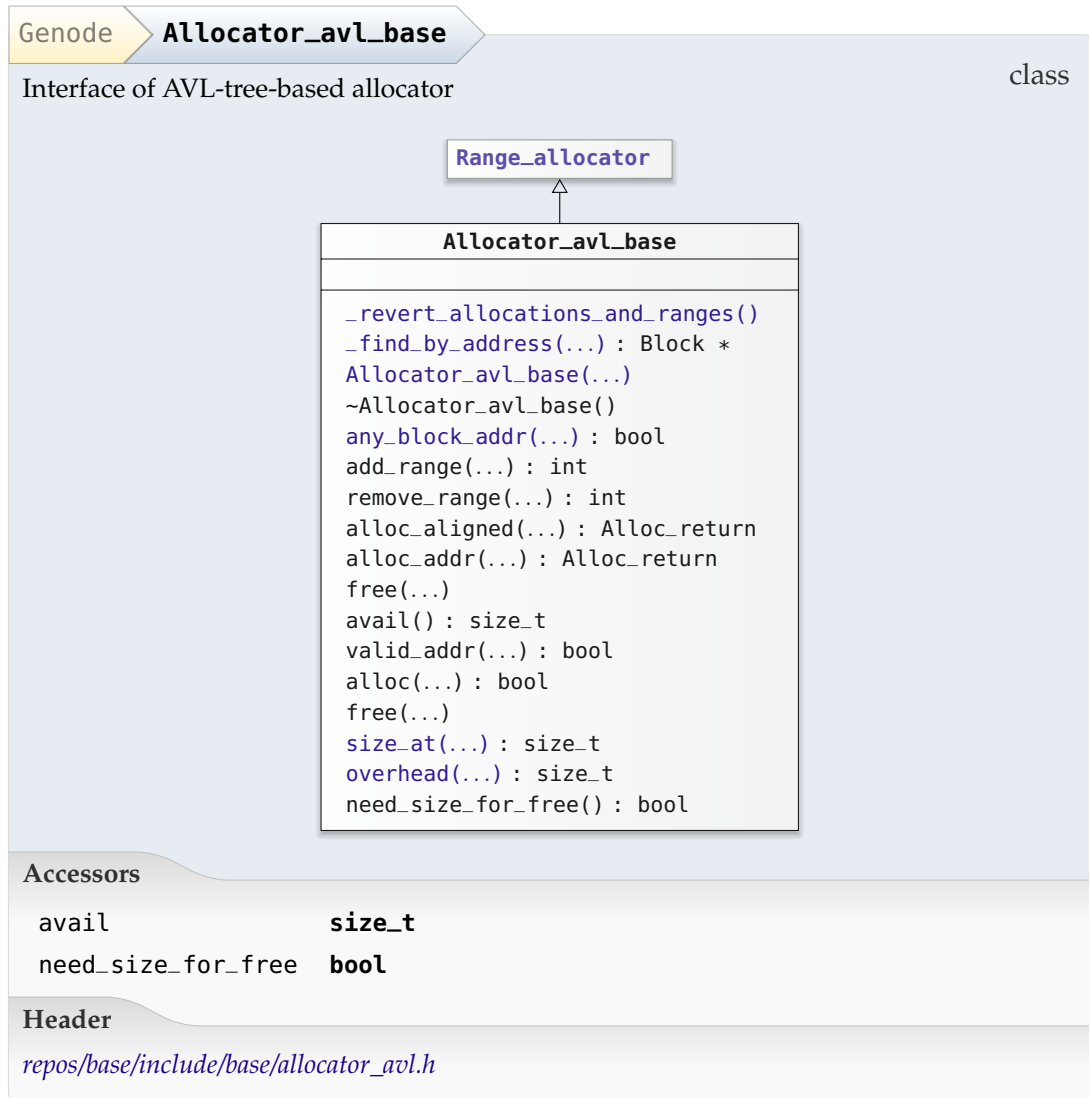 Genode Allocator_avl_base
class
Interface of AVL-tree-based allocator
Range_allocator
Allocator_avl_base
_revert_allocations_and_ranges()
_find_by_address(...) : Block *
Allocator_avl_base(...)
~Allocator_avl_base()
any_block_addr(...) : bool
add_range(...) : int
remove_range(...) : int
alloc_aligned(...) : Alloc_return
alloc_addr(...) : Alloc_return
free(...)
avail() : size_t
valid_addr(...) : bool
alloc(...) : bool
free(...)
size_at(...) : size_t
overhead(...) : size_t
need_size_for_free() : bool
Accessors
avail size_t
need_size_for_free bool
Header
repos/base/include/base/allocator_avl.h